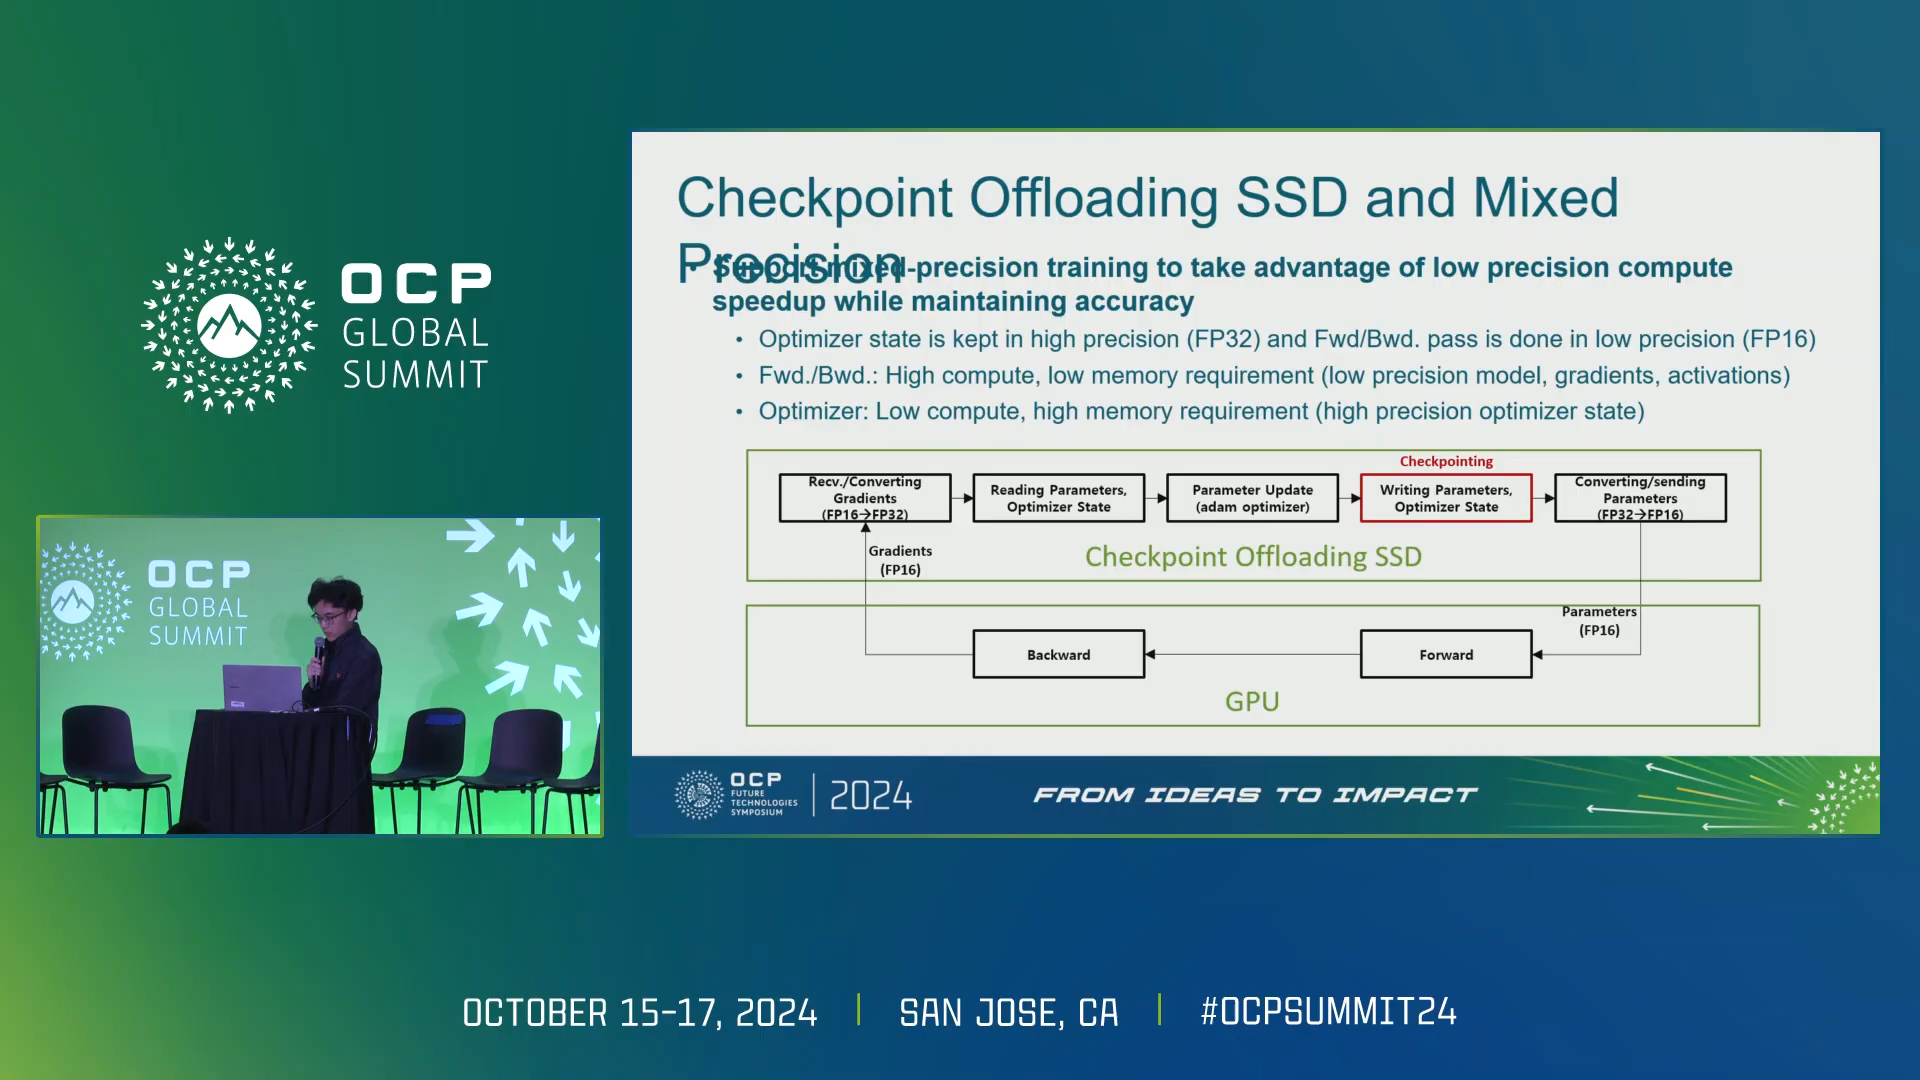 OCP
GLOBAL
SUMMIT
Checkpoint Offloading SSD and Mixed
Precision
• Support mixed-precision training to take advantage of low precision compute
speedup while maintaining accuracy
• Optimizer state is kept in high precision (FP32) and Fwd/Bwd. pass is done in low precision (FP16)
• Fwd./Bwd.: High compute, low memory requirement (low precision model, gradients, activations)
• Optimizer: Low compute, high memory requirement (high precision optimizer state)
Checkpointing
Recv./Converting
Gradients
(FP16→FP32)
Reading Parameters,
Optimizer State
Parameter Update
(adam optimizer)
Writing Parameters,
Optimizer State
Converting/sending
Parameters
(FP32→FP16)
Gradients
(FP16)
Checkpoint Offloading SSD
Parameters
(FP16)
Backward
Forward
GPU
OCP
FUTURE
TECHNOLOGIES
SYMPOSIUM
2024
FROM IDEAS TO IMPACT
OCP
GLOBAL
SUMMIT
OCTOBER 15-17, 2024
SAN JOSE, CA
#OCPSUMMIT24